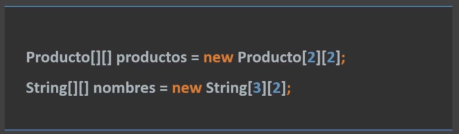 Producto[][] productos = new Producto[2][2];
String[][] nombres = new String[3][2];